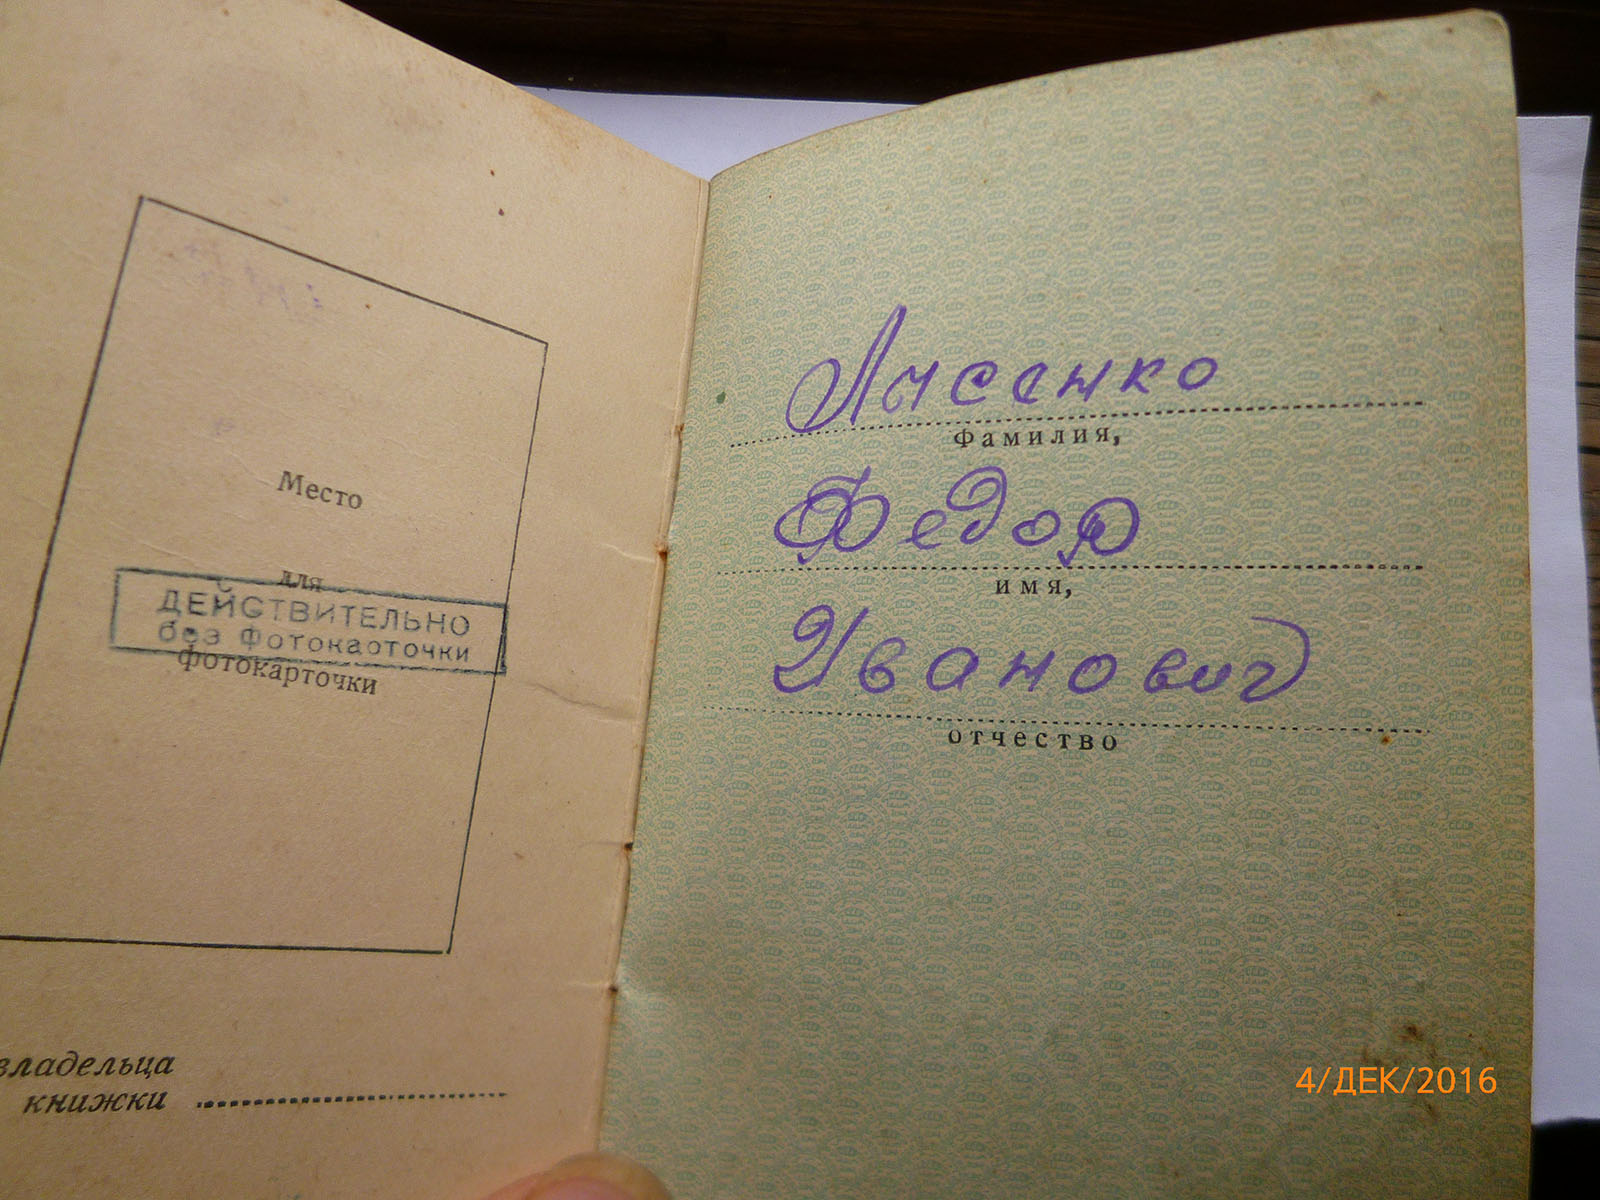 Место
для
ДЕЙСТВИТЕЛЬНО
без фотокарточки
фотокарточки
владельца
книжки
Лысенко
Фамилия,
Федор
имя,
Иванович
отчество
4/ДЕК/2016